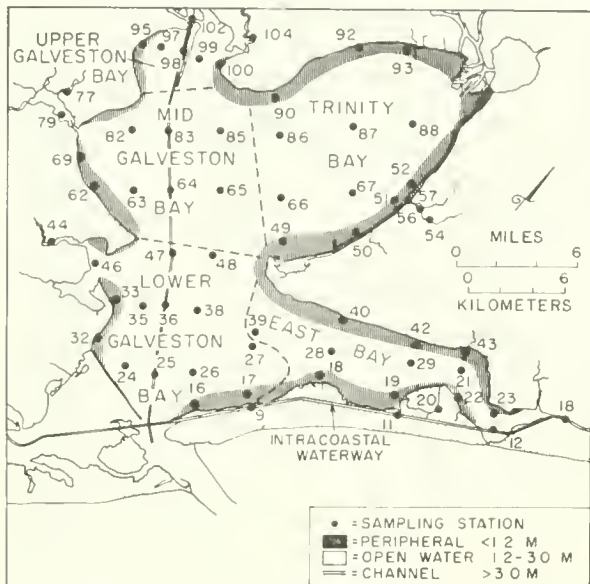 102
95 97 104 92
UPPER 99
GALVESTON 98 93
BAY 100
77 TRINITY
79 MID 90
82 83 85 86 87 88
69 GALVESTON BAY
62 63 64 65 66 67 52
51 57
56
BAY 54
44 49 50
46 47 48
LOWER
33 35 36 38 40
GALVESTON 39 EAST 42 43
32 27 28 BAY 29
24 25 26 21
BAY 16 17 18 19 20 22 23 18
9 11 12
INTRACOASTAL
WATERWAY
MILES
0 6
0 6
KILOMETERS
= SAMPLING STATION
= PERIPHERAL <1.2 M
= OPEN WATER 1.2-3.0 M
= CHANNEL >3.0 M